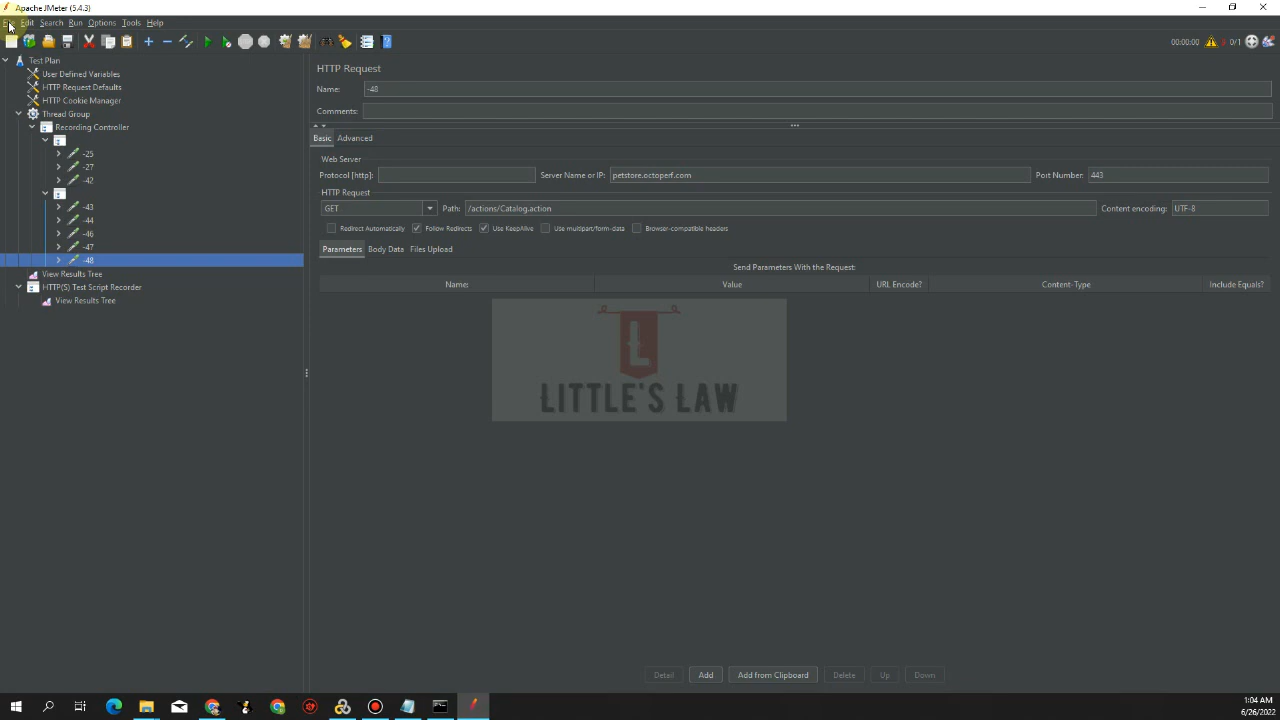 Apache JMeter (5.4.3)
File Edit Search Run Options Tools Help
00:00:00 0/1
Test Plan
User Defined Variables
HTTP Request Defaults
HTTP Cookie Manager
Thread Group
Recording Controller
-25
-27
-42
-43
-44
-46
-47
-48
View Results Tree
HTTP(S) Test Script Recorder
View Results Tree
HTTP Request
Name: -48
Comments:
Basic Advanced
Web Server
Protocol [http]: Server Name or IP: petstore.octoperf.com Port Number: 443
HTTP Request
GET Path: /actions/Catalog.action Content encoding: UTF-8
Redirect Automatically Follow Redirects Use KeepAlive Use multipart/form-data Browser-compatible headers
Parameters Body Data Files Upload
Send Parameters With the Request:
Name: Value URL Encode? Content-Type Include Equals?
L
LITTLE'S LAW
Detail Add Add from Clipboard Delete Up Down
1:04 AM
6/26/2022